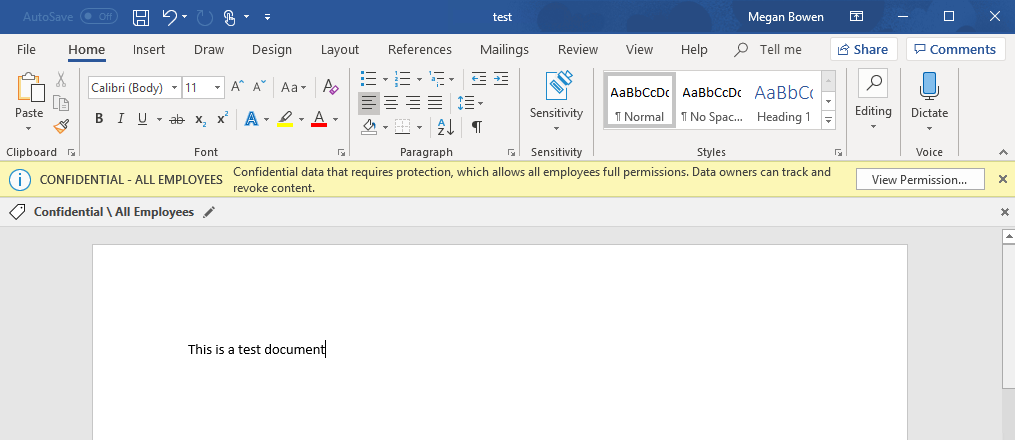 AutoSave Off test Megan Bowen
File Home Insert Draw Design Layout References Mailings Review View Help Tell me Share Comments
Calibri (Body) 11 Aa AaBbCcDc AaBbCcDc AaBbCc
Paste B I U ab x2 x2 A A Sensitivity ¶ Normal ¶ No Spac... Heading 1 Editing Dictate
Clipboard Font Paragraph Sensitivity Styles Voice
CONFIDENTIAL - ALL EMPLOYEES Confidential data that requires protection, which allows all employees full permissions. Data owners can track and
revoke content.
View Permission...
Confidential \ All Employees
This is a test document